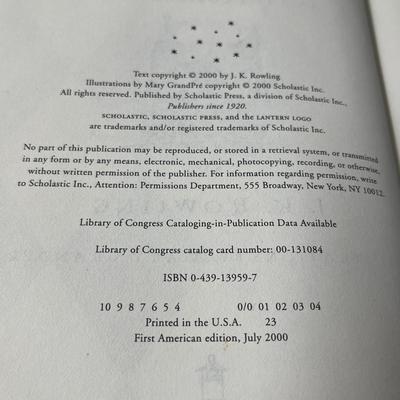 Text copyright © 2000 by J. K. Rowling
Illustrations by Mary GrandPré copyright © 2000 Scholastic Inc.
All rights reserved. Published by Scholastic Press, a division of Scholastic Inc.,
Publishers since 1920.
SCHOLASTIC, SCHOLASTIC PRESS, and the LANTERN LOGO
are trademarks and/or registered trademarks of Scholastic Inc.
No part of this publication may be reproduced, or stored in a retrieval system, or transmitted
in any form or by any means, electronic, mechanical, photocopying, recording, or otherwise,
without written permission of the publisher. For information regarding permission, write
to Scholastic Inc., Attention: Permissions Department, 555 Broadway, New York, NY 10012.
Library of Congress Cataloging-in-Publication Data Available
Library of Congress catalog card number: 00-131084
ISBN 0-439-13959-7
10 9 8 7 6 5 4 0/0 01 02 03 04
Printed in the U.S.A. 23
First American edition, July 2000